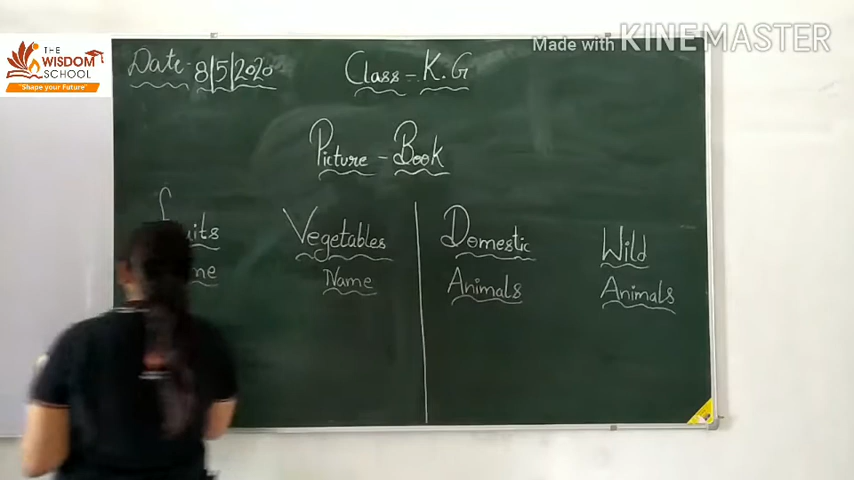 Made with KINEMASTER
THE
WISDOM
SCHOOL
"Shape your Future"
Date- 8|5|2020
Class - K.G
Picture - Book
Vegetables
Name
Domestic
Animals
Wild
Animals